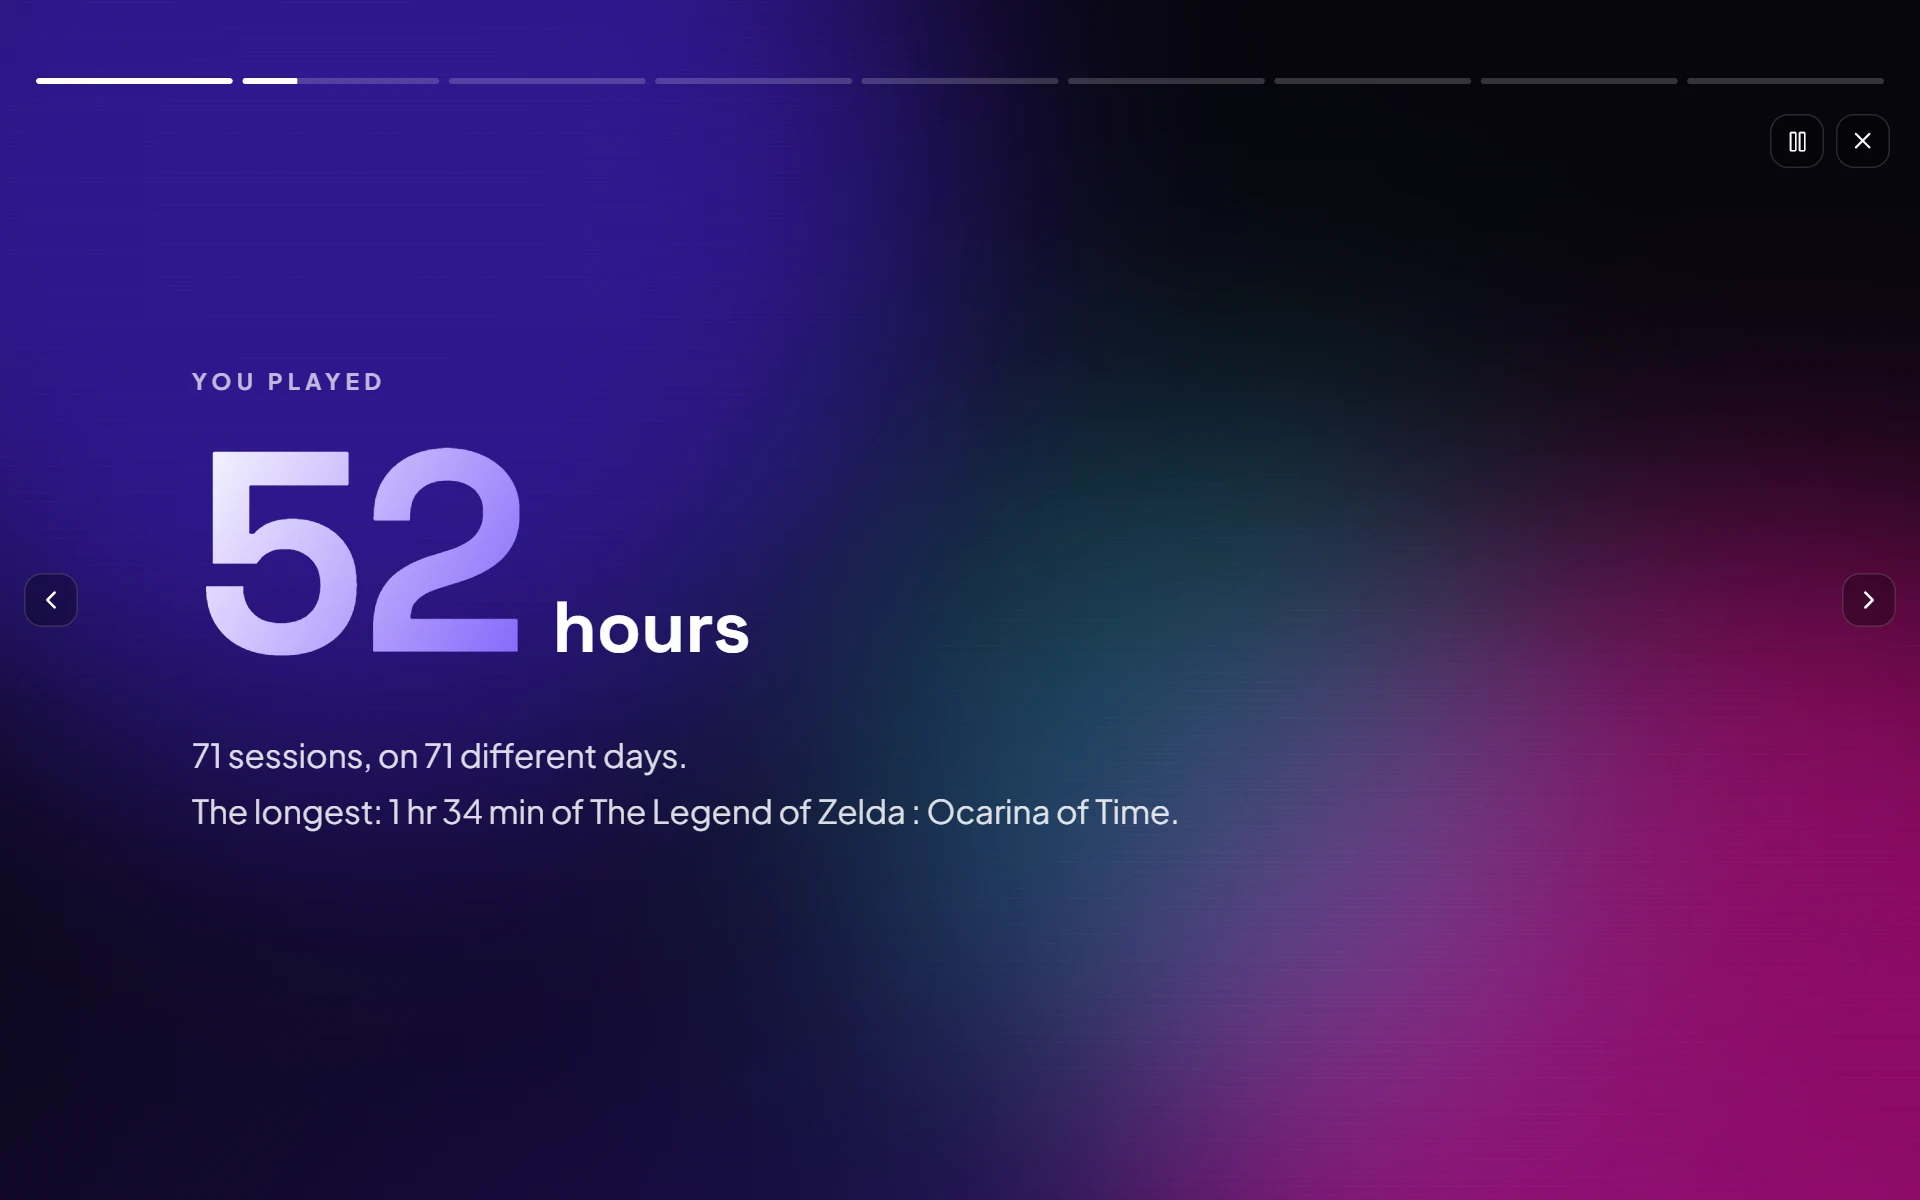 YOU PLAYED
52 hours
71 sessions, on 71 different days.
The longest: 1 hr 34 min of The Legend of Zelda : Ocarina of Time.